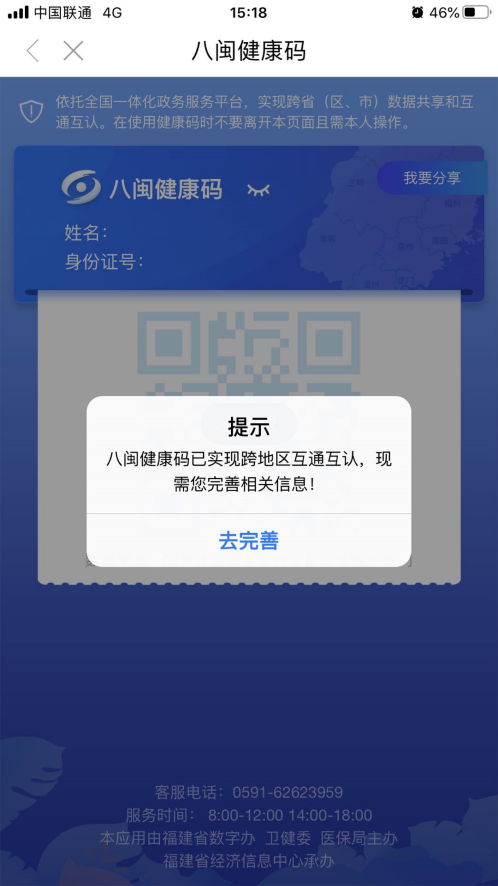 中国联通 4G 15:18 46%
八闽健康码
依托全国一体化政务服务平台，实现跨省（区、市）数据共享和互
通互认。在使用健康码时不要离开本页面且需本人操作。
八闽健康码
我要分享
姓名：
身份证号：
提示
八闽健康码已实现跨地区互通互认，现
需您完善相关信息！
去完善
客服电话：0591-62623959
服务时间： 8:00-12:00 14:00-18:00
本应用由福建省数字办 卫健委 医保局主办
福建省经济信息中心承办